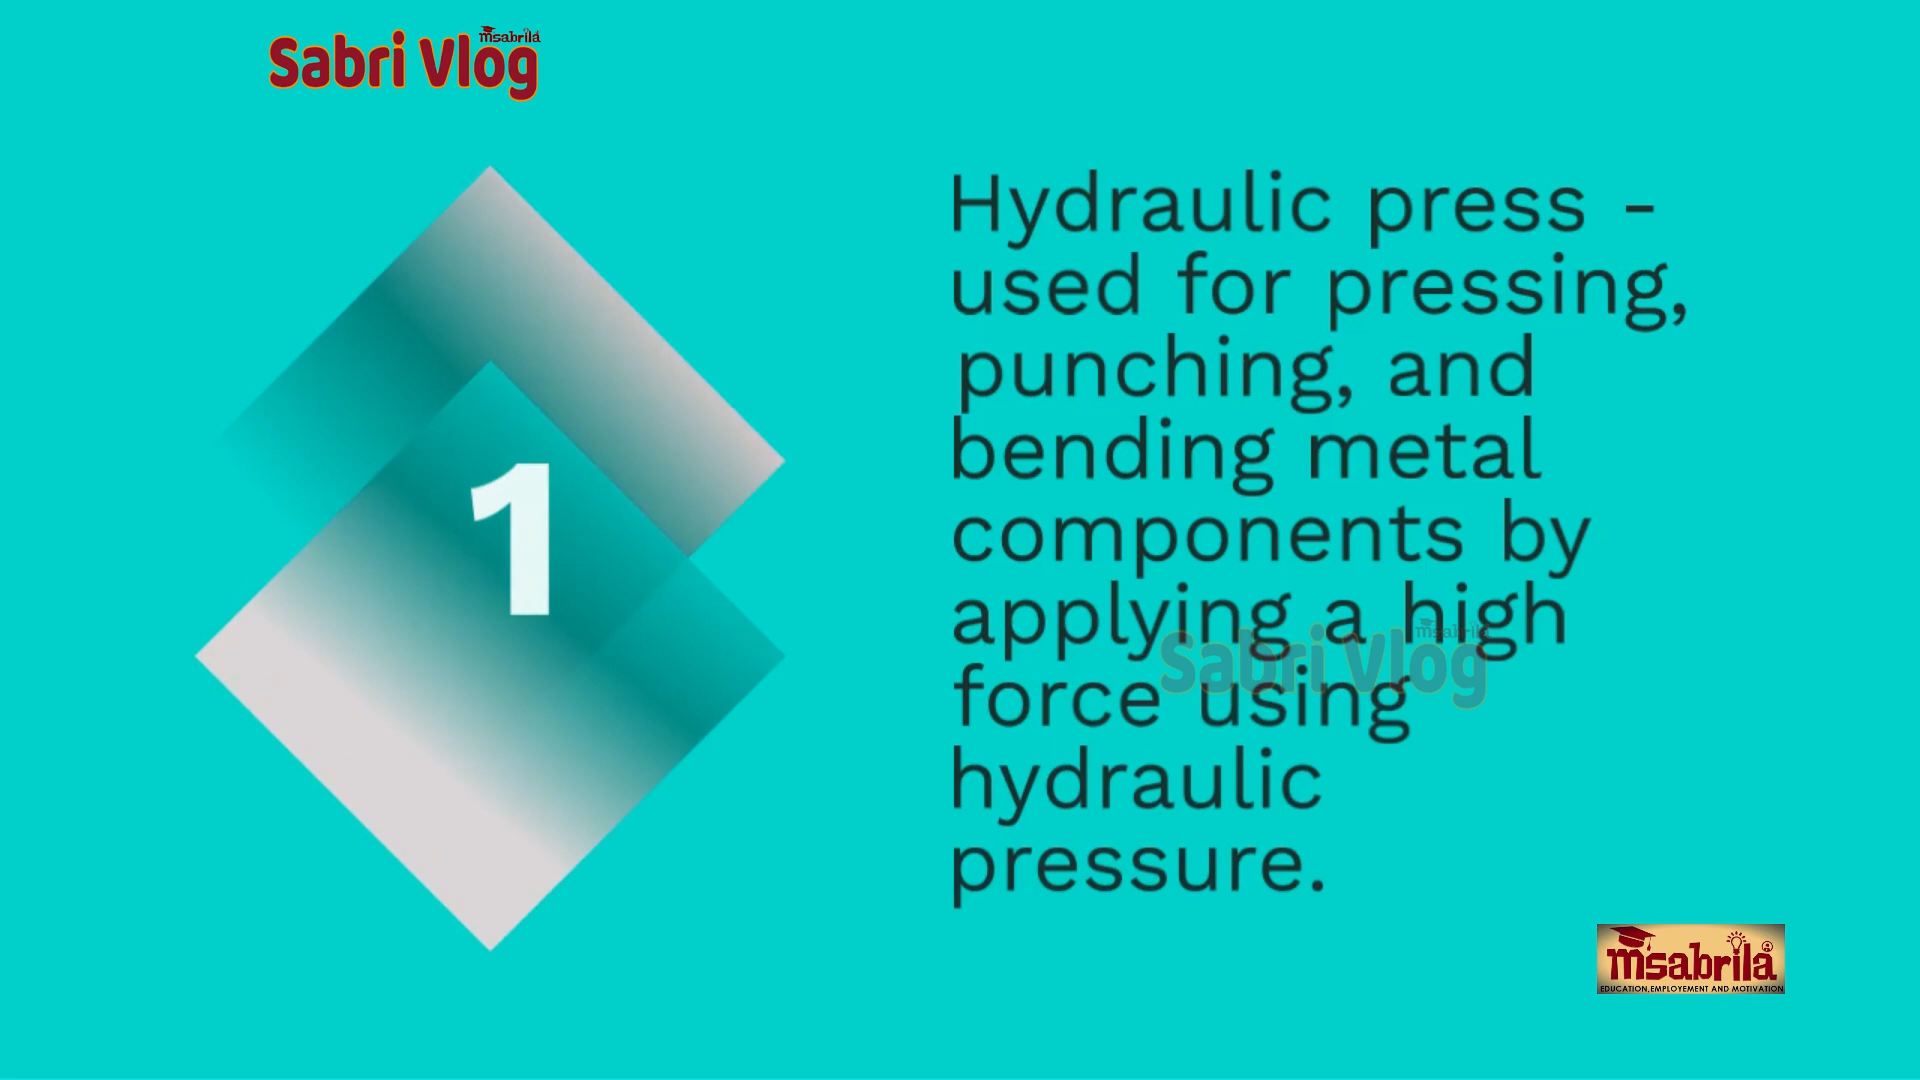 msabrila
Sabri Vlog
1
Hydraulic press -
used for pressing,
punching, and
bending metal
components by
applying a high
force using
hydraulic
pressure.
msabrila
Sabri Vlog
msabrila
EDUCATION,EMPLOYEMENT AND MOTIVATION